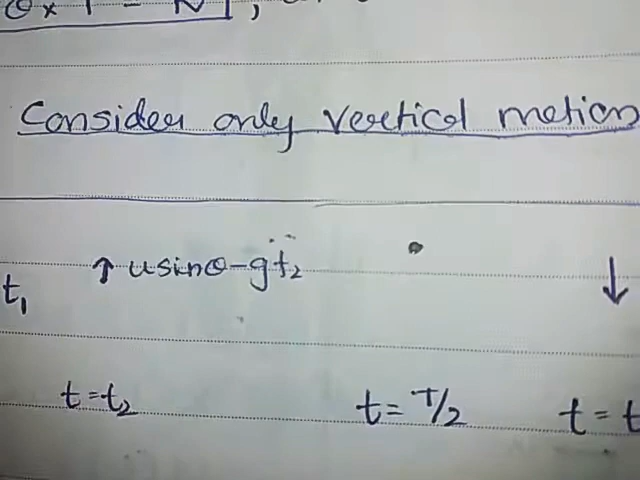 Consider only vertical motion
↑ usinθ-gt₂
t₁
↓
t=t₂ t=T/2 t=t